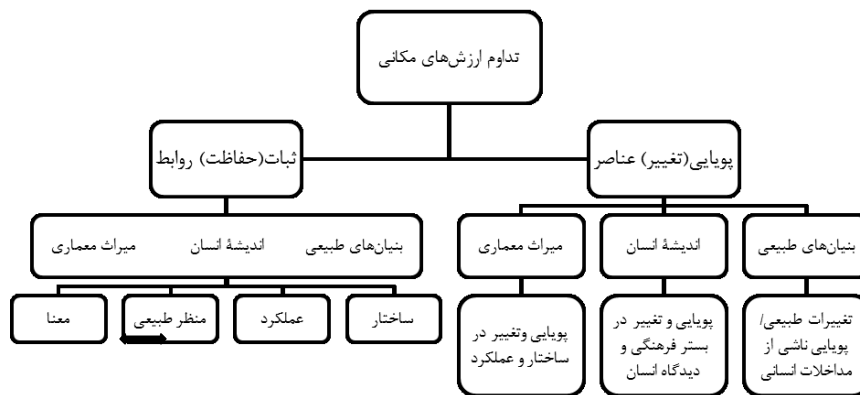 تداوم ارزش‌های مکانی
پویایی(تغییر) عناصر
ثبات(حفاظت) روابط
بنیان‌های طبیعی
اندیشهٔ انسان
میراث معماری
بنیان‌های طبیعی
اندیشهٔ انسان
میراث معماری
تغییرات طبیعی/
پویایی ناشی از
مداخلات انسانی
پویایی و تغییر در
بستر فرهنگی و
دیدگاه انسان
پویایی وتغییر در
ساختار و عملکرد
ساختار
عملکرد
منظر طبیعی
معنا